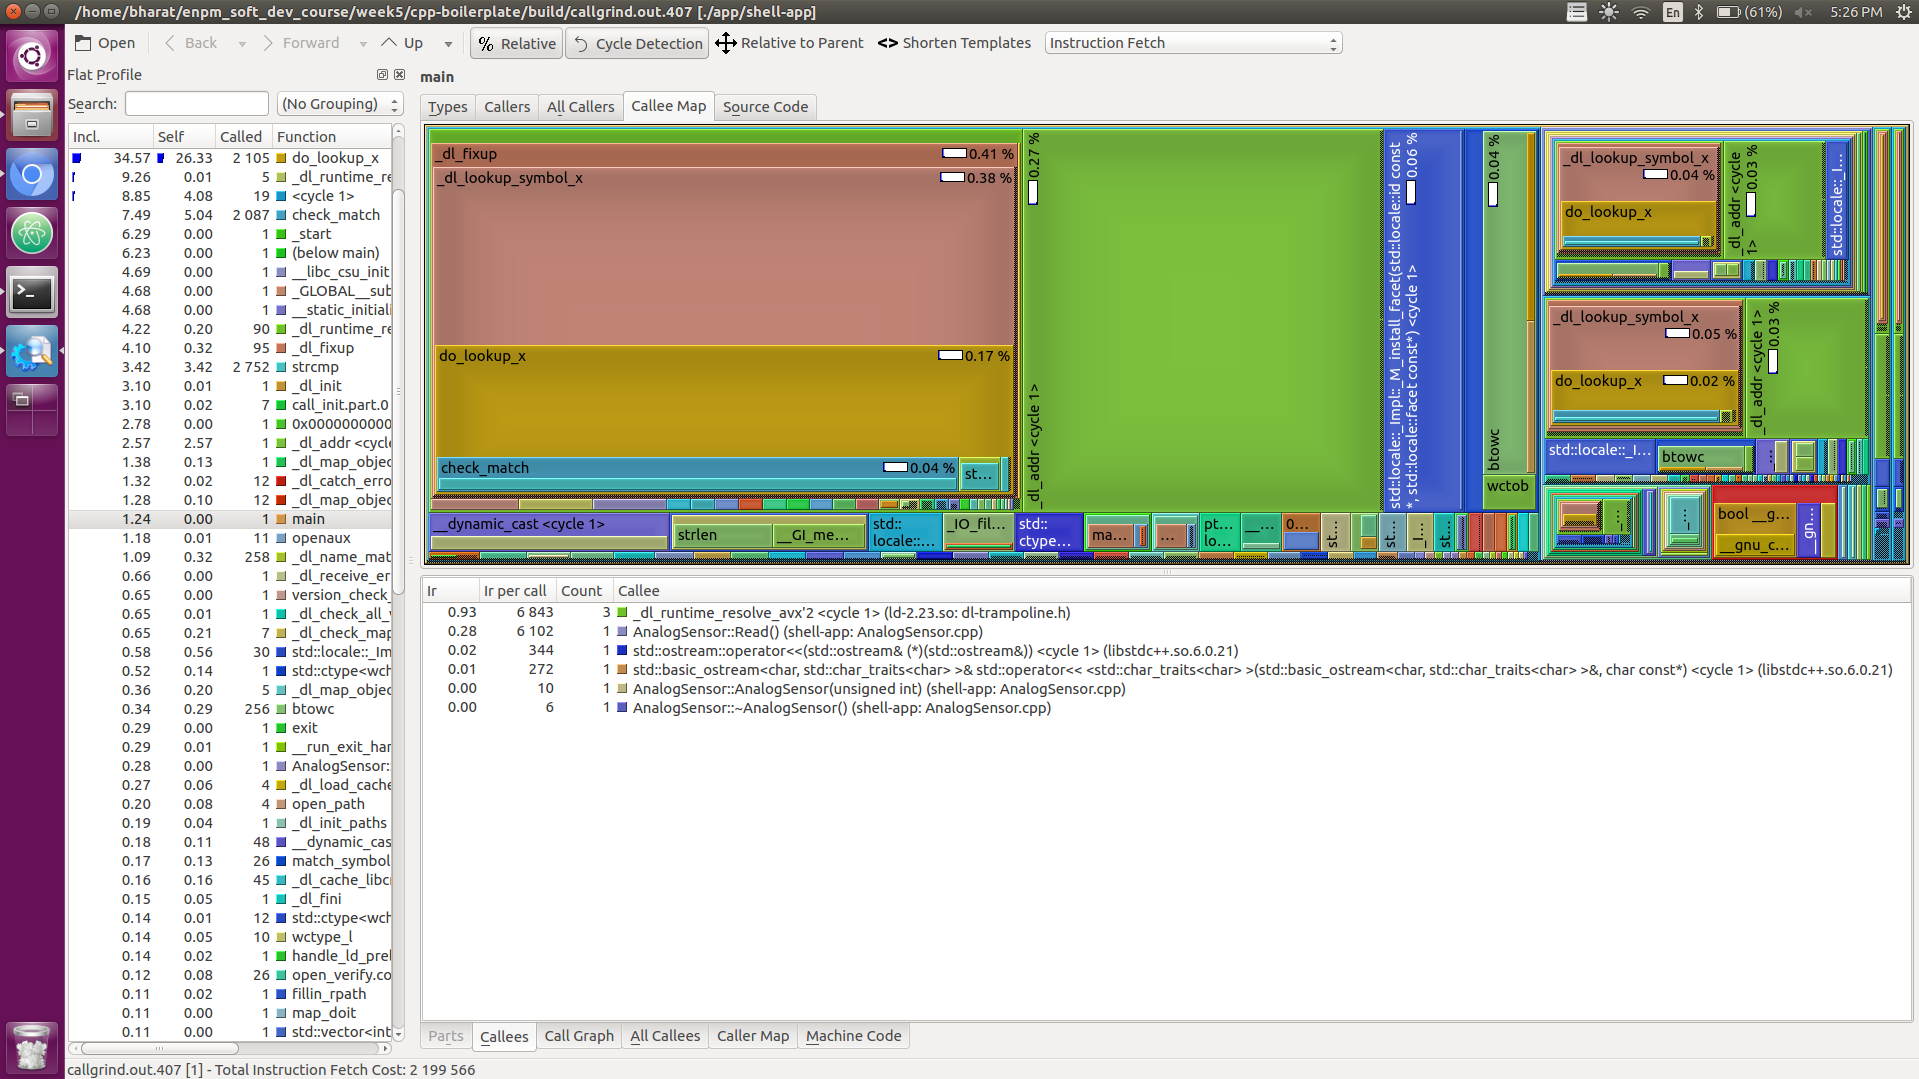 /home/bharat/enpm_soft_dev_course/week5/cpp-boilerplate/build/callgrind.out.407 [./app/shell-app]
En (61%) 5:26 PM
Open Back Forward Up % Relative Cycle Detection Relative to Parent <> Shorten Templates Instruction Fetch
Flat Profile
Search: (No Grouping)
Incl. Self Called Function
34.57 26.33 2 105 do_lookup_x
9.26 0.01 5 _dl_runtime_re
8.85 4.08 19 <cycle 1>
7.49 5.04 2 087 check_match
6.29 0.00 1 _start
6.23 0.00 1 (below main)
4.69 0.00 1 __libc_csu_init
4.68 0.00 1 _GLOBAL__sub
4.68 0.00 1 __static_initiali
4.22 0.20 90 _dl_runtime_re
4.10 0.32 95 _dl_fixup
3.42 3.42 2 752 strcmp
3.10 0.01 1 _dl_init
3.10 0.02 7 call_init.part.0
2.78 0.00 1 0x0000000000
2.57 2.57 1 _dl_addr <cycle
1.38 0.13 1 _dl_map_objec
1.32 0.02 12 _dl_catch_erro
1.28 0.10 12 _dl_map_objec
1.24 0.00 1 main
1.18 0.01 11 openaux
1.09 0.32 258 _dl_name_mat
0.66 0.00 1 _dl_receive_er
0.65 0.00 1 version_check_
0.65 0.01 1 _dl_check_all_v
0.65 0.21 7 _dl_check_map
0.58 0.56 30 std::locale::_Im
0.52 0.14 1 std::ctype<wch
0.36 0.20 5 _dl_map_objec
0.34 0.29 256 btowc
0.29 0.00 1 exit
0.29 0.01 1 __run_exit_har
0.28 0.00 1 AnalogSensor:
0.27 0.06 4 _dl_load_cache
0.20 0.08 4 open_path
0.19 0.04 1 _dl_init_paths
0.18 0.11 48 __dynamic_cas
0.17 0.13 26 match_symbol
0.16 0.16 45 _dl_cache_libc
0.15 0.05 1 _dl_fini
0.14 0.01 12 std::ctype<wch
0.14 0.05 10 wctype_l
0.14 0.02 1 handle_ld_prel
0.12 0.08 26 open_verify.co
0.11 0.02 1 fillin_rpath
0.11 0.00 1 map_doit
0.11 0.00 1 std::vector<int
main
Types Callers All Callers Callee Map Source Code
_dl_fixup 0.41 %
_dl_lookup_symbol_x 0.38 %
do_lookup_x 0.17 %
check_match 0.04 %
st...
_dl_addr <cycle 1> 0.27 %
std::locale::_Impl::_M_install_facet(std::locale::id const
*, std::locale::facet const*) <cycle 1> 0.06 %
btowc 0.04 %
wctob
__dynamic_cast <cycle 1>
strlen
__GI_me...
std::
locale::...
_IO_fil...
std::
ctype...
ma...
...
pt...
lo...
__...
0...
st...
st...
_I_...
st...
_dl_lookup_symbol_x
0.04 %
do_lookup_x
_dl_addr <cycle
1> 0.03 %
std::locale::_I...
_dl_lookup_symbol_x
0.05 %
do_lookup_x 0.02 %
_dl_addr <cycle 1> 0.03 %
std::locale::_I...
btowc
bool __g...
__gnu_c...
__gn...
Ir Ir per call Count Callee
0.93 6 843 3 _dl_runtime_resolve_avx'2 <cycle 1> (ld-2.23.so: dl-trampoline.h)
0.28 6 102 1 AnalogSensor::Read() (shell-app: AnalogSensor.cpp)
0.02 344 1 std::ostream::operator<<(std::ostream& (*)(std::ostream&)) <cycle 1> (libstdc++.so.6.0.21)
0.01 272 1 std::basic_ostream<char, std::char_traits<char> >& std::operator<< <std::char_traits<char> >(std::basic_ostream<char, std::char_traits<char> >&, char const*) <cycle 1> (libstdc++.so.6.0.21)
0.00 10 1 AnalogSensor::AnalogSensor(unsigned int) (shell-app: AnalogSensor.cpp)
0.00 6 1 AnalogSensor::~AnalogSensor() (shell-app: AnalogSensor.cpp)
Parts Callees Call Graph All Callees Caller Map Machine Code
callgrind.out.407 [1] - Total Instruction Fetch Cost: 2 199 566